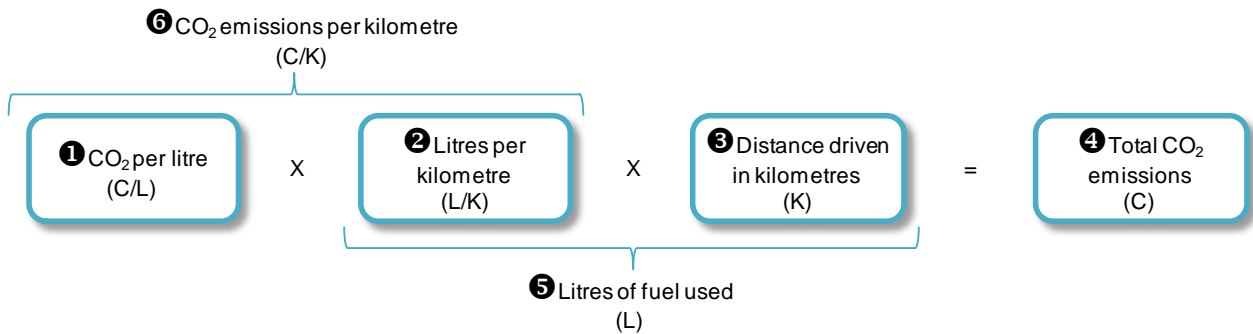 ❻CO₂ emissions per kilometre
(C/K)
❶CO₂ per litre
(C/L)
X
❷Litres per
kilometre
(L/K)
X
❸Distance driven
in kilometres
(K)
=
❹Total CO₂
emissions
(C)
❺Litres of fuel used
(L)